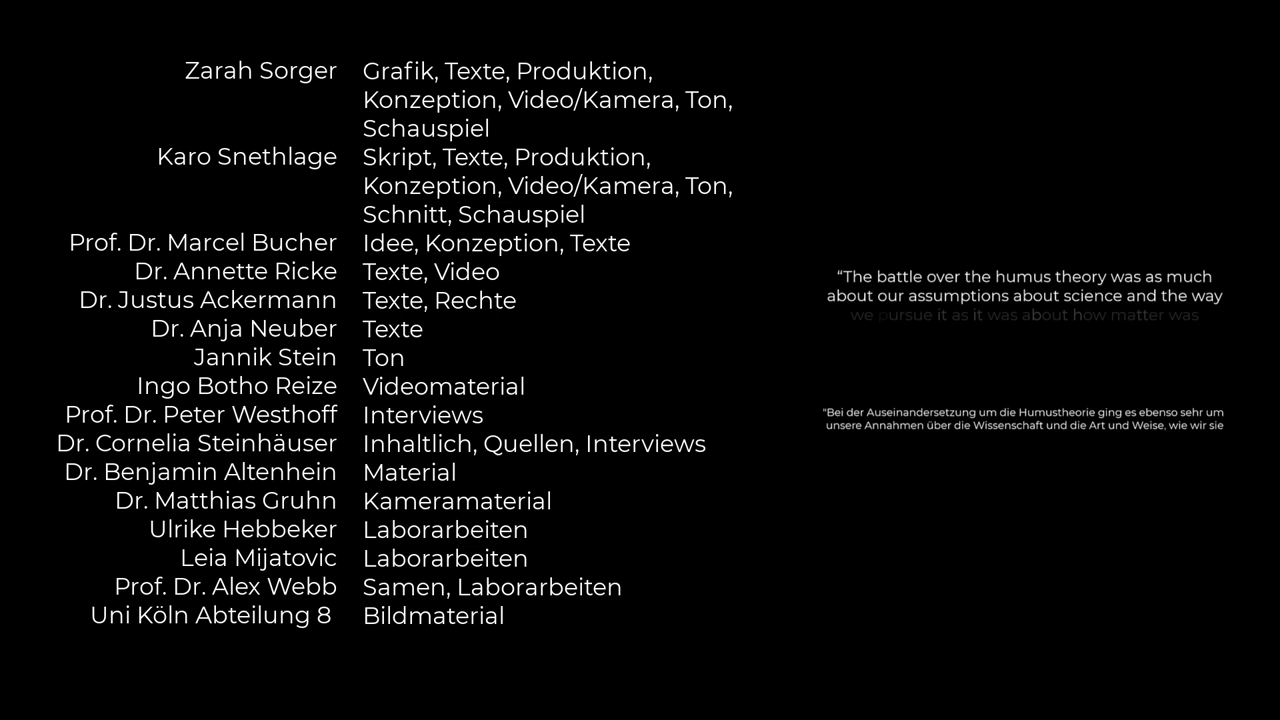 Zarah Sorger Grafik, Texte, Produktion,
Konzeption, Video/Kamera, Ton,
Schauspiel
Karo Snethlage Skript, Texte, Produktion,
Konzeption, Video/Kamera, Ton,
Schnitt, Schauspiel
Prof. Dr. Marcel Bucher Idee, Konzeption, Texte
Dr. Annette Ricke Texte, Video
Dr. Justus Ackermann Texte, Rechte
Dr. Anja Neuber Texte
Jannik Stein Ton
Ingo Botho Reize Videomaterial
Prof. Dr. Peter Westhoff Interviews
Dr. Cornelia Steinhäuser Inhaltlich, Quellen, Interviews
Dr. Benjamin Altenhein Material
Dr. Matthias Gruhn Kameramaterial
Ulrike Hebbeker Laborarbeiten
Leia Mijatovic Laborarbeiten
Prof. Dr. Alex Webb Samen, Laborarbeiten
Uni Köln Abteilung 8 Bildmaterial
“The battle over the humus theory was as much
about our assumptions about science and the way
we pursue it as it was about how matter was
"Bei der Auseinandersetzung um die Humustheorie ging es ebenso sehr um
unsere Annahmen über die Wissenschaft und die Art und Weise, wie wir sie